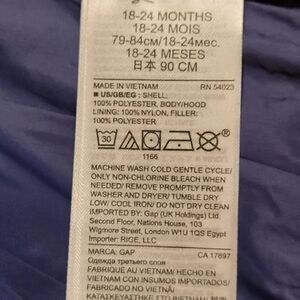 18-24 MONTHS
18-24 MOIS
79-84см/18-24мес.
18-24 MESES
日本 90 CM
MADE IN VIETNAM RN 54023
■ US/GB/EG : SHELL:
100% POLYESTER, BODY/HOOD
LINING: 100% NYLON, FILLER:
100% POLYESTER
30
1166
MACHINE WASH COLD GENTLE CYCLE/
ONLY NON-CHLORINE BLEACH WHEN
NEEDED/ REMOVE PROMPTLY FROM
WASHER AND DRYER/ TUMBLE DRY
LOW/ COOL IRON/ DO NOT DRY CLEAN
IMPORTED BY: Gap (UK Holdings) Ltd.
Second Floor, Nations House, 103
Wigmore Street, London W1U 1QS Egypt
Importer: RIGE, LLC
MARCA: GAP CA 17897
Одежда третьего слоя
FABRIQUÉ AU VIETNAM/ HECHO EN
VIETNAM CON INSUMOS IMPORTADOS/
FABRICADO NO VIETNAM/